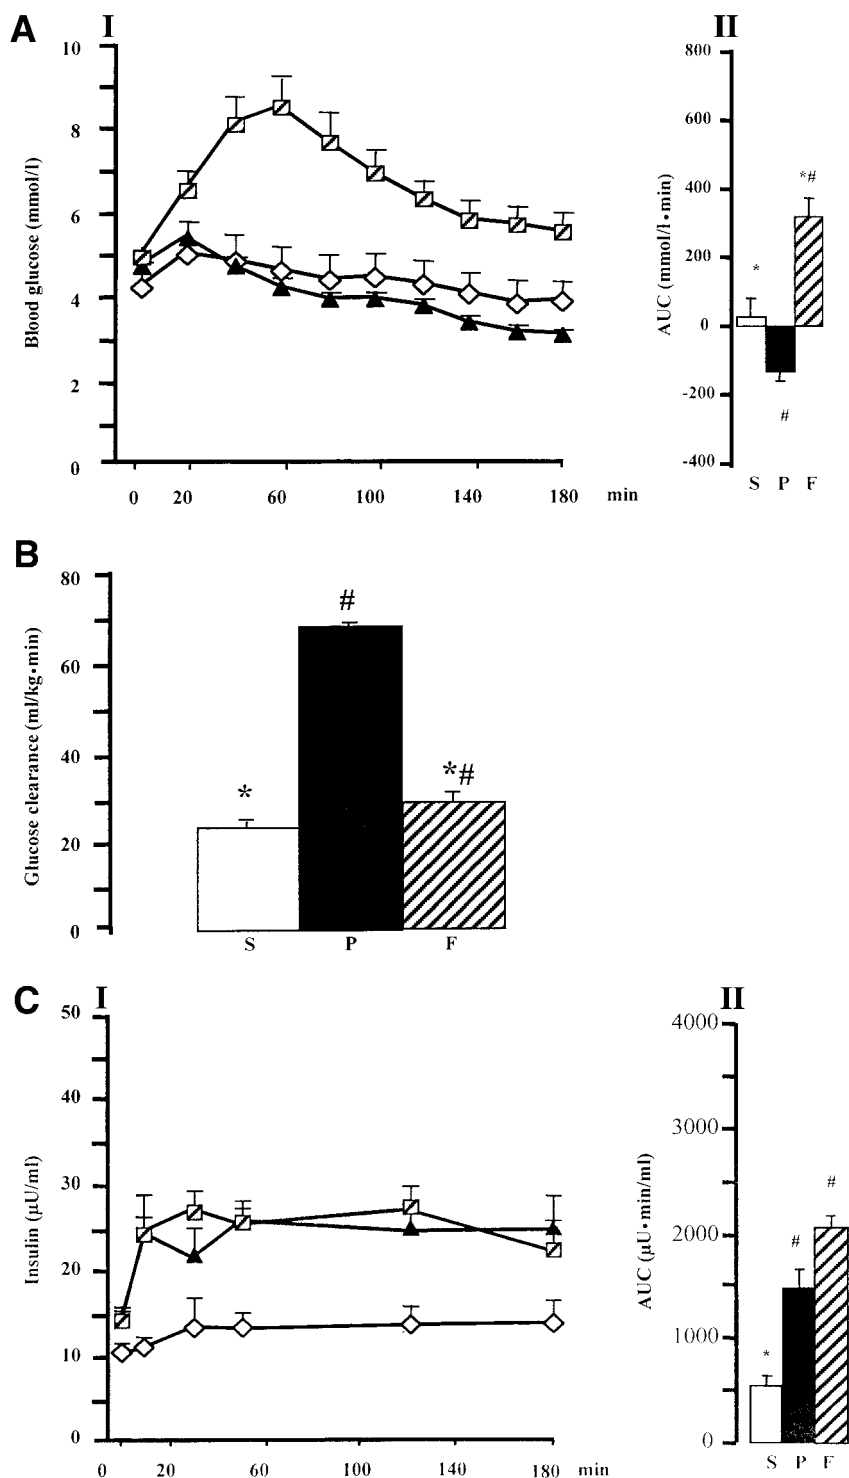 A I II
Blood glucose (mmol/l)
10
8
6
4
2
0
0 20 60 100 140 180 min
AUC (mmol/l•min)
800
600
400
200
0
-200
-400
*
#
*#
S P F
B
Glucose clearance (ml/kg•min)
80
60
40
20
0
*
#
*#
S P F
C I II
Insulin (µU/ml)
50
40
30
20
10
0
0 20 60 100 140 180 min
AUC (µU•min/ml)
4000
3000
2000
1000
0
*
#
#
S P F